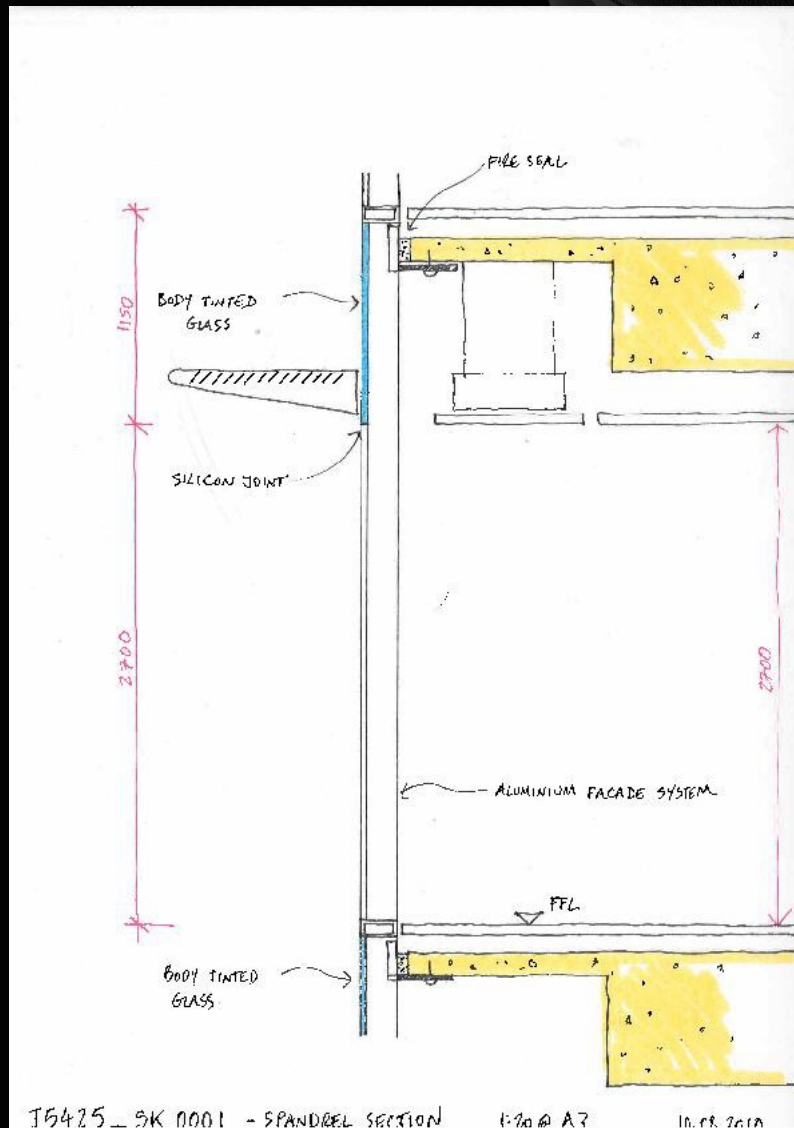 FIRE SEAL
1150
BODY TINTED
GLASS
SILICON JOINT
2700
2700
ALUMINIUM FACADE SYSTEM
FFL
BODY TINTED
GLASS
J5425_SK 0001 - SPANDREL SECTION 1:20 @ A3